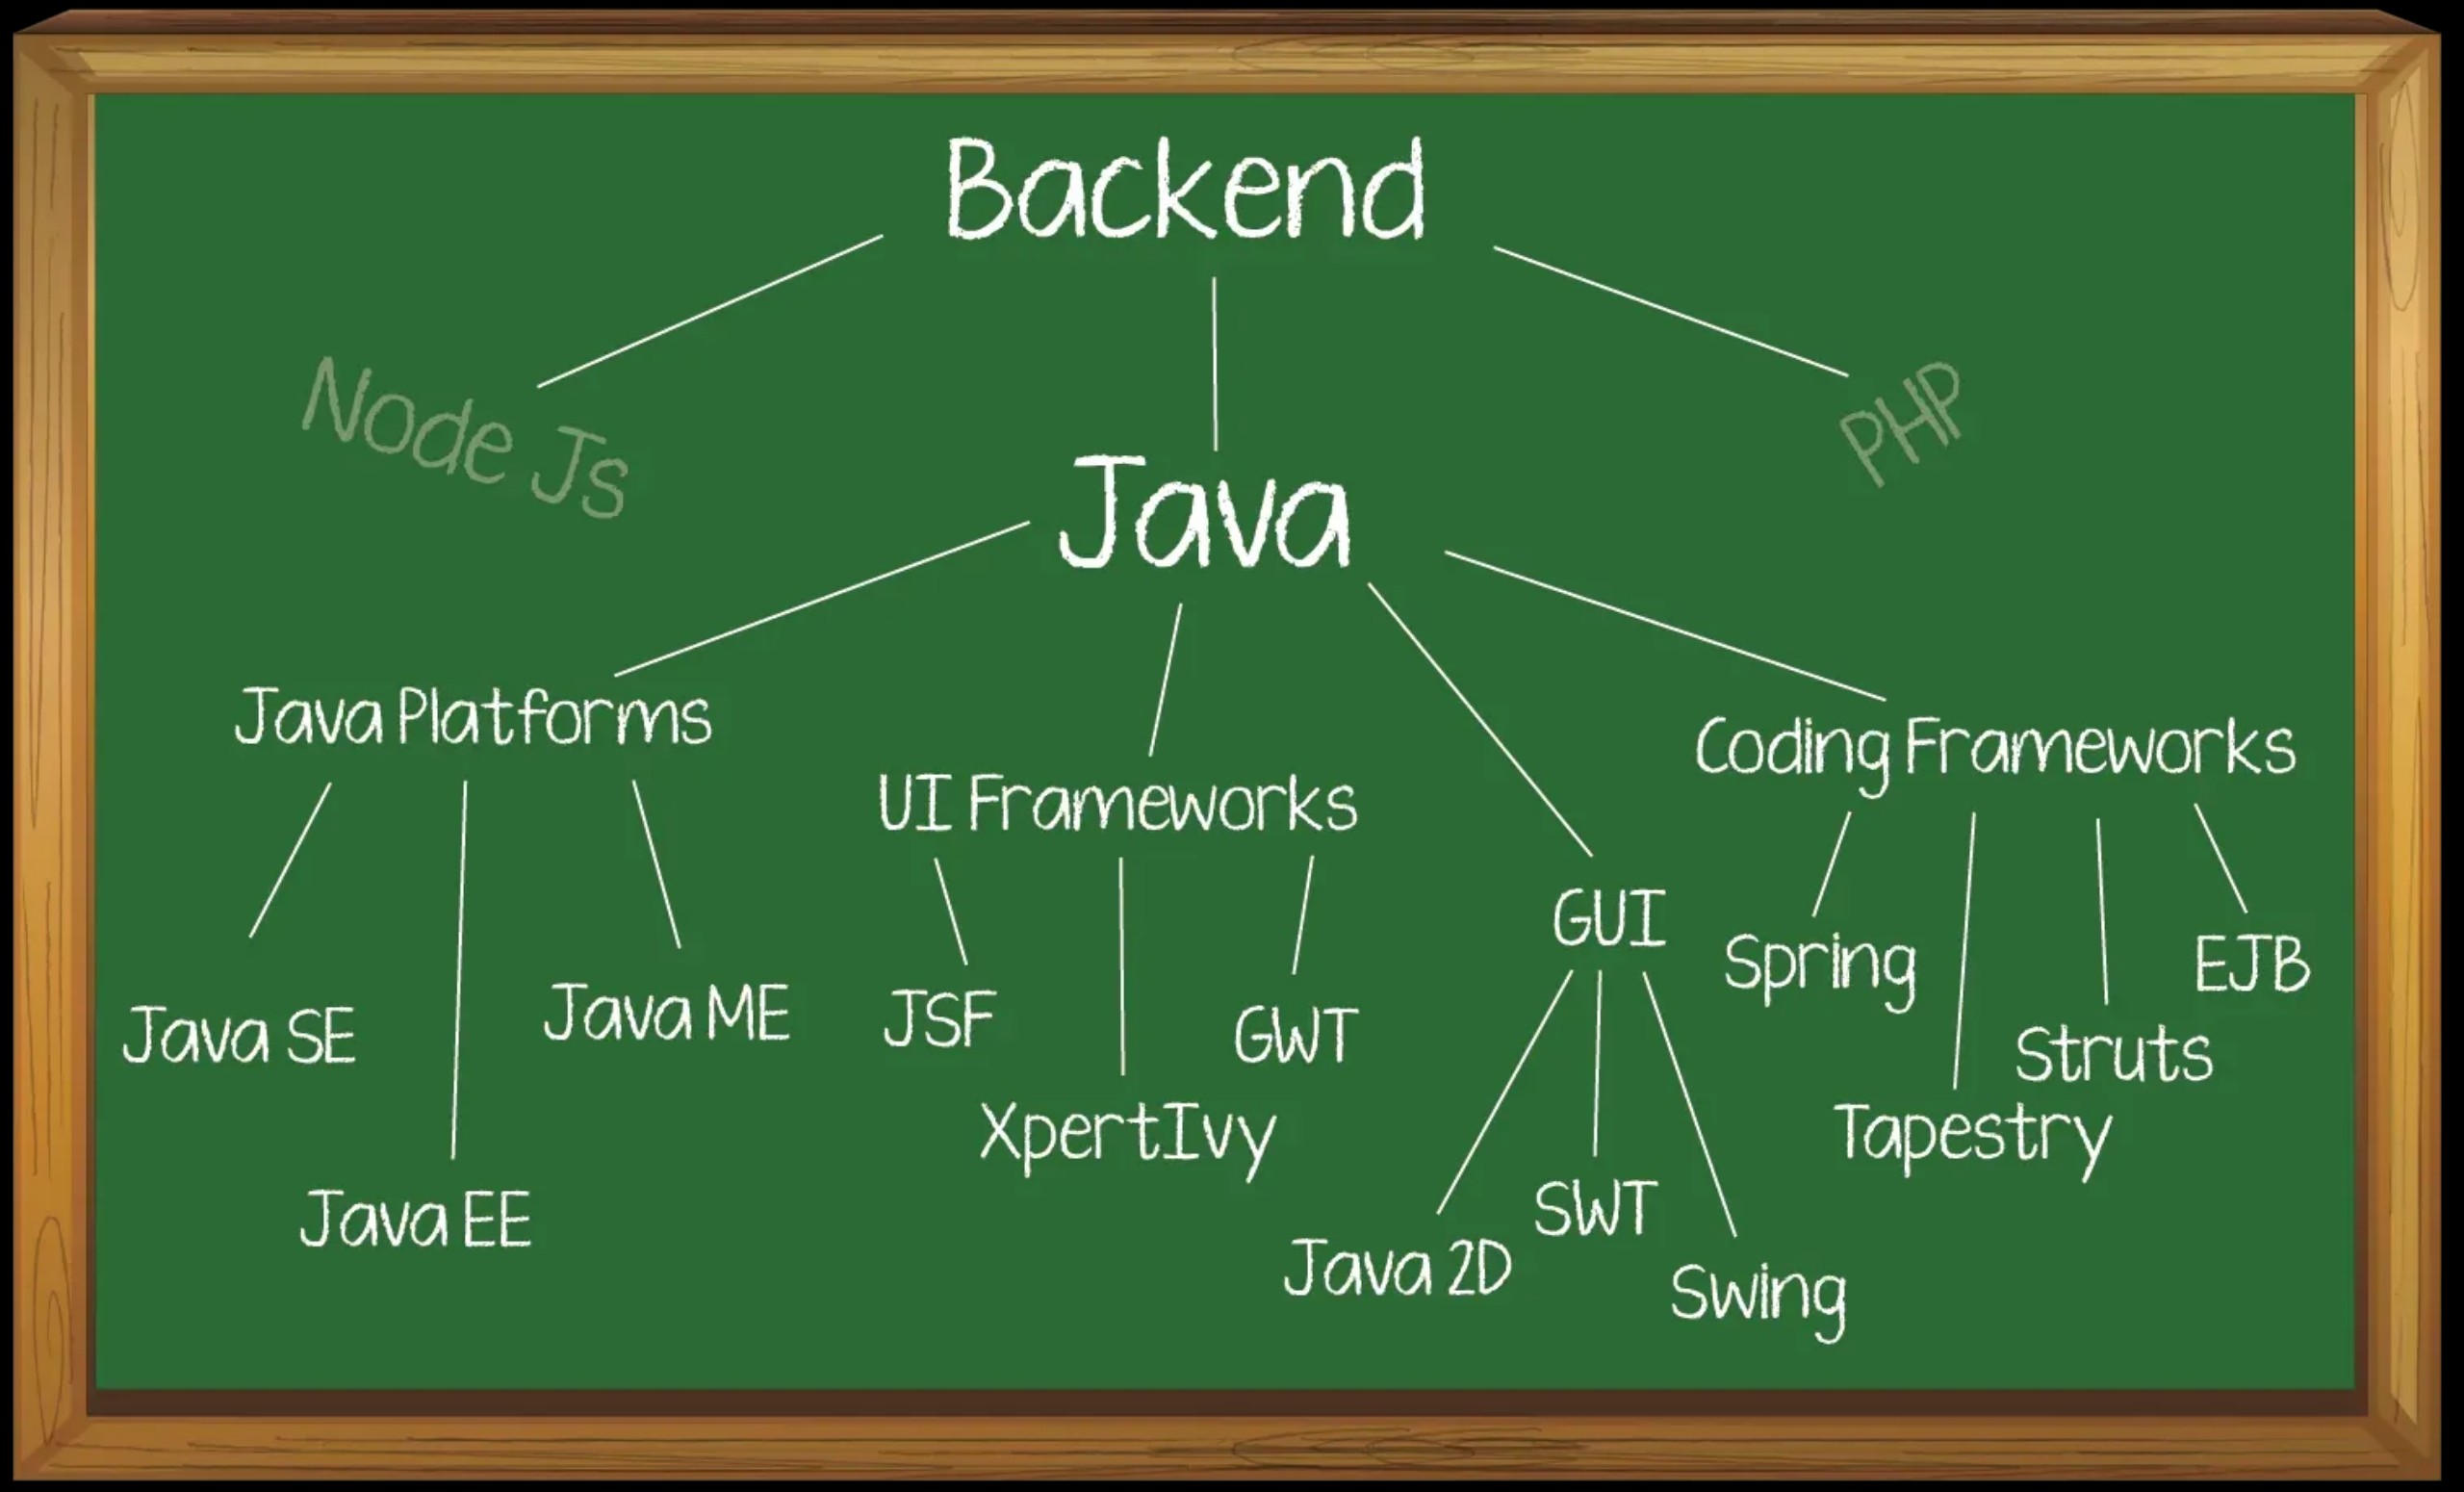 Backend
Node Js
PHP
Java
Java Platforms
UI Frameworks
GUI
Coding Frameworks
Java SE
Java EE
Java ME
JSF
XpertIvy
GWT
Java 2D
SWT
Swing
Spring
Tapestry
Struts
EJB